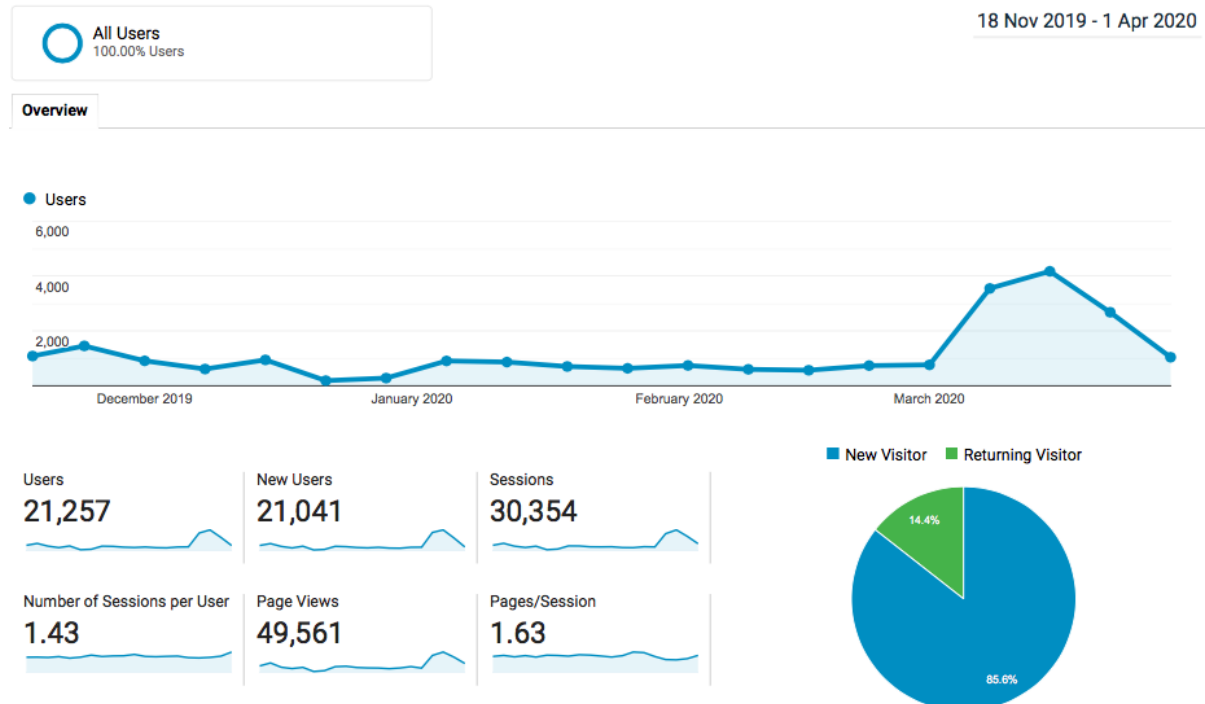 All Users
100.00% Users
18 Nov 2019 - 1 Apr 2020
Overview
Users
6,000
4,000
2,000
December 2019 January 2020 February 2020 March 2020
New Visitor Returning Visitor
Users New Users Sessions
21,257 21,041 30,354
14.4%
Number of Sessions per User Page Views Pages/Session
1.43 49,561 1.63
85.6%